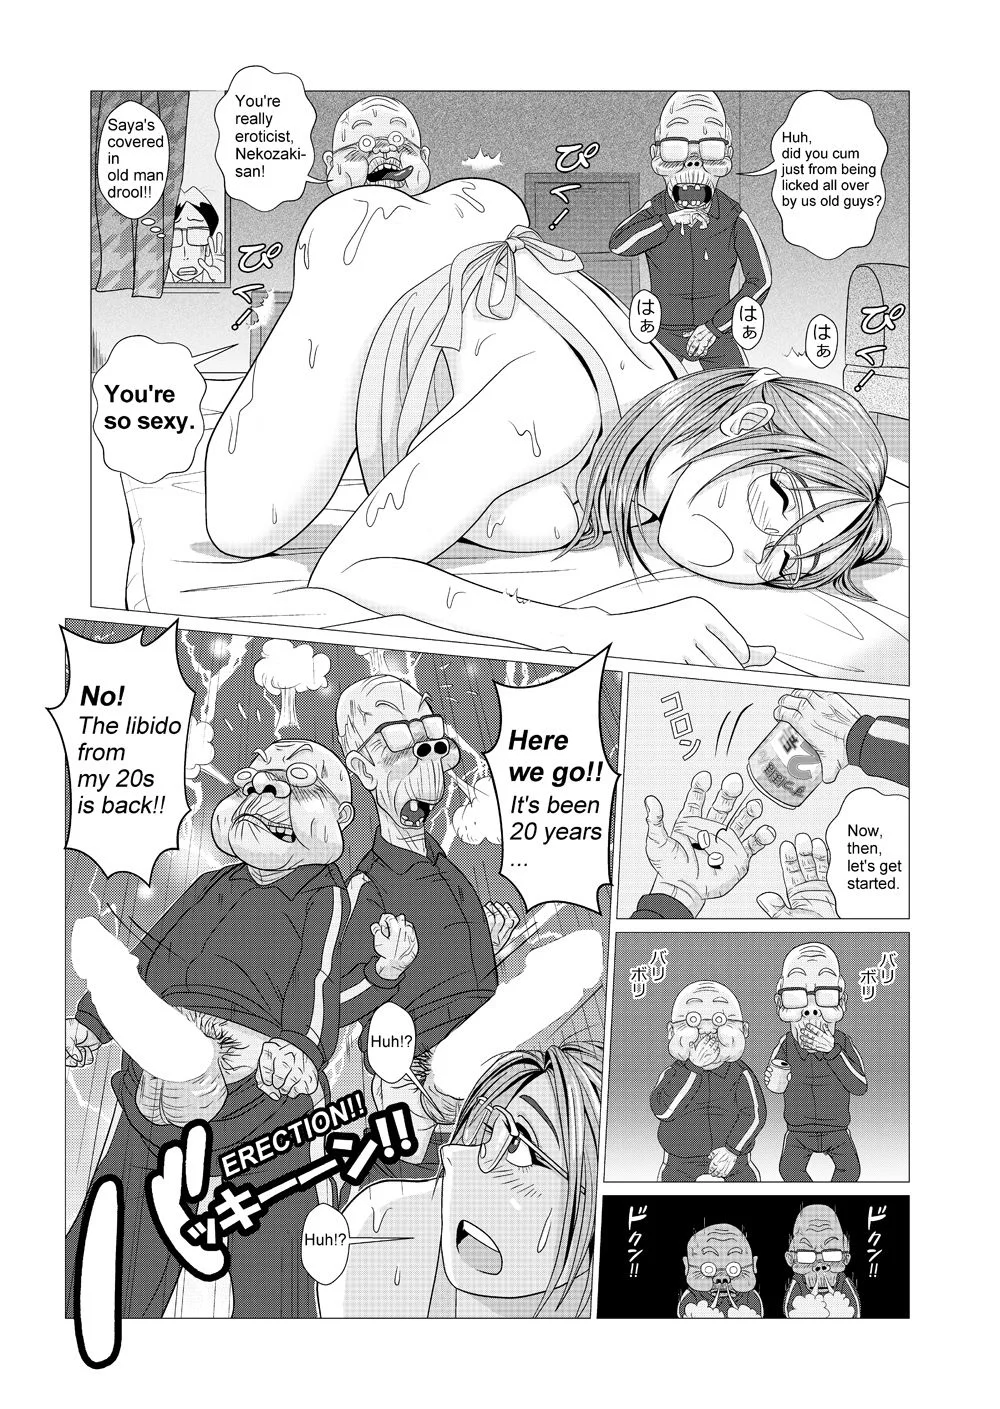 Huh,
did you cum
just from being
licked all over
by us old guys?
You're
really
eroticist,
Nekozaki-
san!
Saya's
covered
in
old man
drool!!
ぴくー!
ぴくー!
ぴくー!
はぁ
はぁ
はぁ
You're
so sexy.
コロン
Now,
then,
let's get
started.
バリ
ボリ
バリ
ボリ
ドクン!!
ドクン!!
Here
we go!!
It's been
20 years
...
No!
The libido
from
my 20s
is back!!
Huh!?
ERECTION!!
ビッキーーン!!
Huh!?